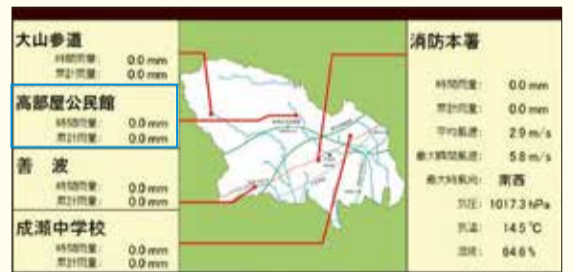 大山参道
時間雨量: 0.0 mm
累計雨量: 0.0 mm
高部屋公民館
時間雨量: 0.0 mm
累計雨量: 0.0 mm
善 波
時間雨量: 0.0 mm
累計雨量: 0.0 mm
成瀬中学校
時間雨量: 0.0 mm
累計雨量: 0.0 mm
消防本署
時間雨量: 0.0 mm
累計雨量: 0.0 mm
平均風速: 2.9 m/s
最大瞬間風速: 5.8 m/s
最大時風向: 南西
気圧: 1017.3 hPa
気温: 14.5 ℃
湿度: 64.6 %